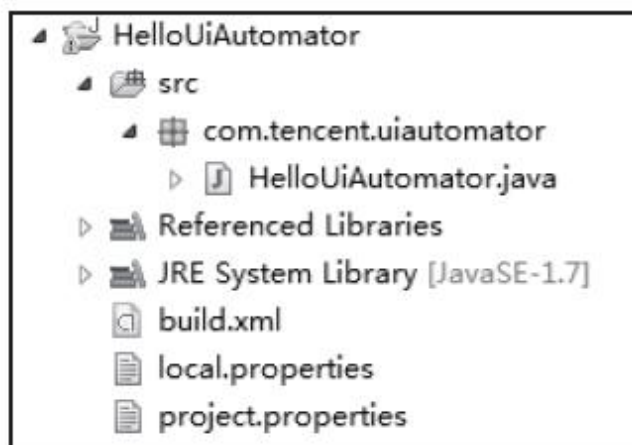 HelloUiAutomator
src
com.tencent.uiautomator
HelloUiAutomator.java
Referenced Libraries
JRE System Library [JavaSE-1.7]
build.xml
local.properties
project.properties